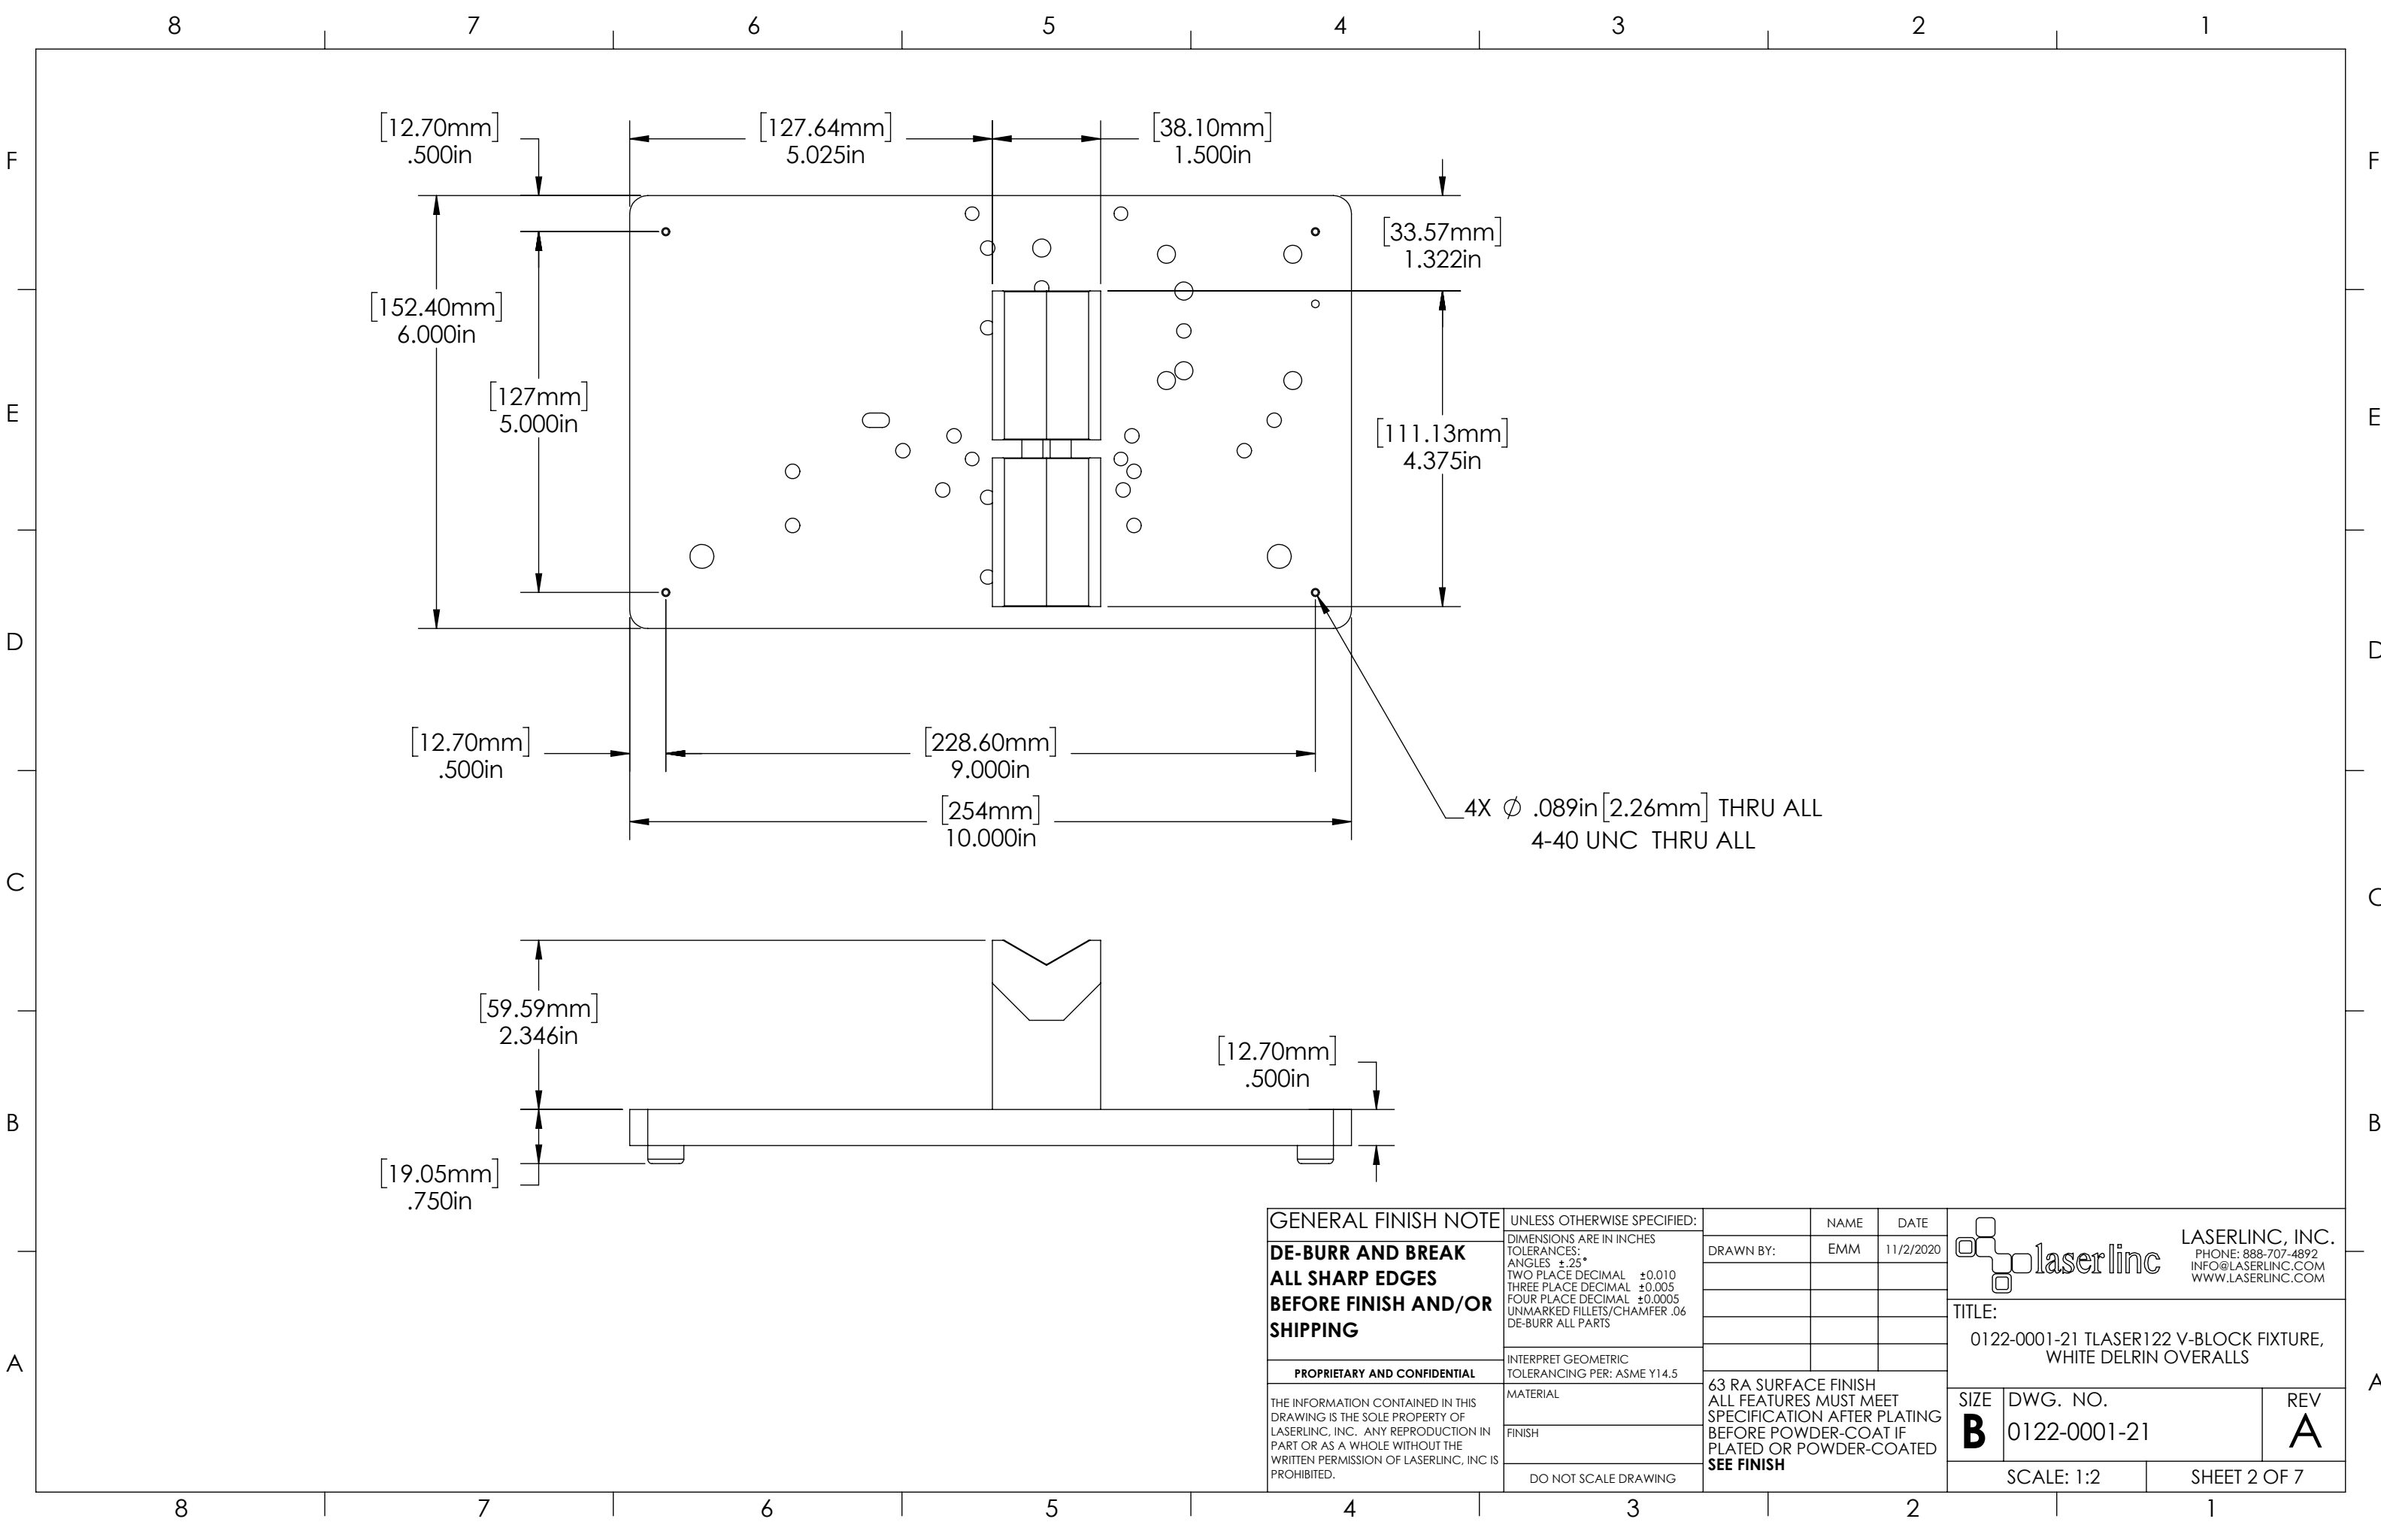 8 7 6 5 4 3 2 1
F
F
E
E
D
D
C
C
B
B
A
A
[12.70mm]
.500in
[127.64mm]
5.025in
[38.10mm]
1.500in
[33.57mm]
1.322in
[152.40mm]
6.000in
[127mm]
5.000in
[111.13mm]
4.375in
[12.70mm]
.500in
[228.60mm]
9.000in
[254mm]
10.000in
4X ∅ .089in[2.26mm] THRU ALL
4-40 UNC THRU ALL
[59.59mm]
2.346in
[12.70mm]
.500in
[19.05mm]
.750in
GENERAL FINISH NOTE
DE-BURR AND BREAK
ALL SHARP EDGES
BEFORE FINISH AND/OR
SHIPPING
PROPRIETARY AND CONFIDENTIAL
THE INFORMATION CONTAINED IN THIS
DRAWING IS THE SOLE PROPERTY OF
LASERLINC, INC. ANY REPRODUCTION IN
PART OR AS A WHOLE WITHOUT THE
WRITTEN PERMISSION OF LASERLINC, INC IS
PROHIBITED.
UNLESS OTHERWISE SPECIFIED:
DIMENSIONS ARE IN INCHES
TOLERANCES:
ANGLES ±.25°
TWO PLACE DECIMAL ±0.010
THREE PLACE DECIMAL ±0.005
FOUR PLACE DECIMAL ±0.0005
UNMARKED FILLETS/CHAMFER .06
DE-BURR ALL PARTS
INTERPRET GEOMETRIC
TOLERANCING PER: ASME Y14.5
MATERIAL
FINISH
DO NOT SCALE DRAWING
NAME DATE
DRAWN BY: EMM 11/2/2020
63 RA SURFACE FINISH
ALL FEATURES MUST MEET
SPECIFICATION AFTER PLATING
BEFORE POWDER-COAT IF
PLATED OR POWDER-COATED
SEE FINISH
laserlinc
LASERLINC, INC.
PHONE: 888-707-4892
INFO@LASERLINC.COM
WWW.LASERLINC.COM
TITLE:
0122-0001-21 TLASER122 V-BLOCK FIXTURE,
WHITE DELRIN OVERALLS
SIZE
B
DWG. NO.
0122-0001-21
REV
A
SCALE: 1:2
SHEET 2 OF 7
8 7 6 5 4 3 2 1